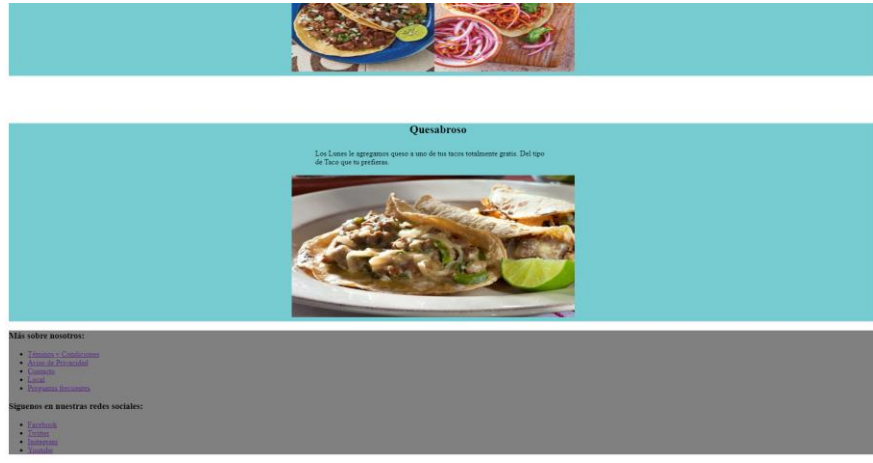 Quesabroso
Los Lunes le agregamos queso a uno de tus tacos totalmente gratis. Del tipo
de Taco que tu prefieras.
Más sobre nosotros:
Términos y Condiciones
Aviso de Privacidad
Contacto
Local
Preguntas frecuentes
Síguenos en nuestras redes sociales:
Facebook
Twitter
Instagram
Youtube